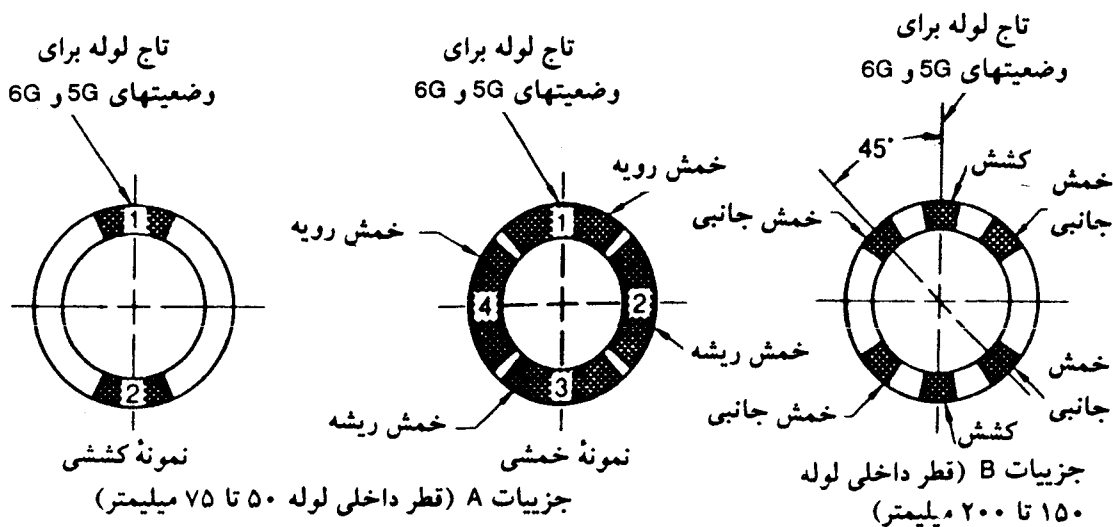 تاج لوله برای
وضعیتهای 5G و 6G
1
2
نمونهٔ کششی
تاج لوله برای
وضعیتهای 5G و 6G
خمش رویه
خمش رویه
1
4
2
3
خمش ریشه
خمش ریشه
نمونهٔ خمشی
جزییات A (قطر داخلی لوله ۵۰ تا ۷۵ میلیمتر)
تاج لوله برای
وضعیتهای 5G و 6G
45°
کشش
خمش
جانبی
خمش جانبی
خمش
جانبی
خمش جانبی
کشش
جزییات B (قطر داخلی لوله
۱۵۰ تا ۲۰۰ میلیمتر)